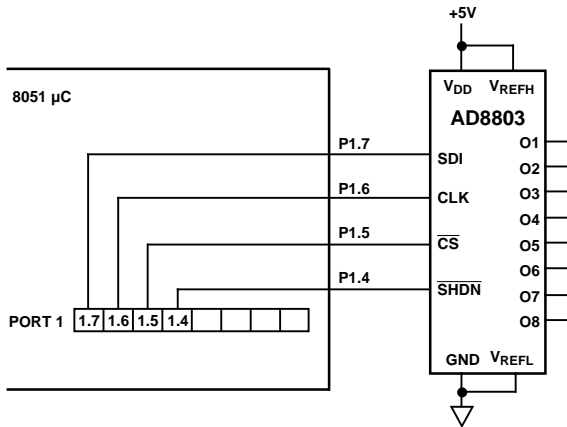 +5V
8051 µC
VDD VREFH
AD8803
P1.7
SDI
O1
O2
P1.6
CLK
O3
O4
P1.5
CS
O5
O6
P1.4
SHDN
O7
O8
PORT 1 1.7 1.6 1.5 1.4
GND VREFL